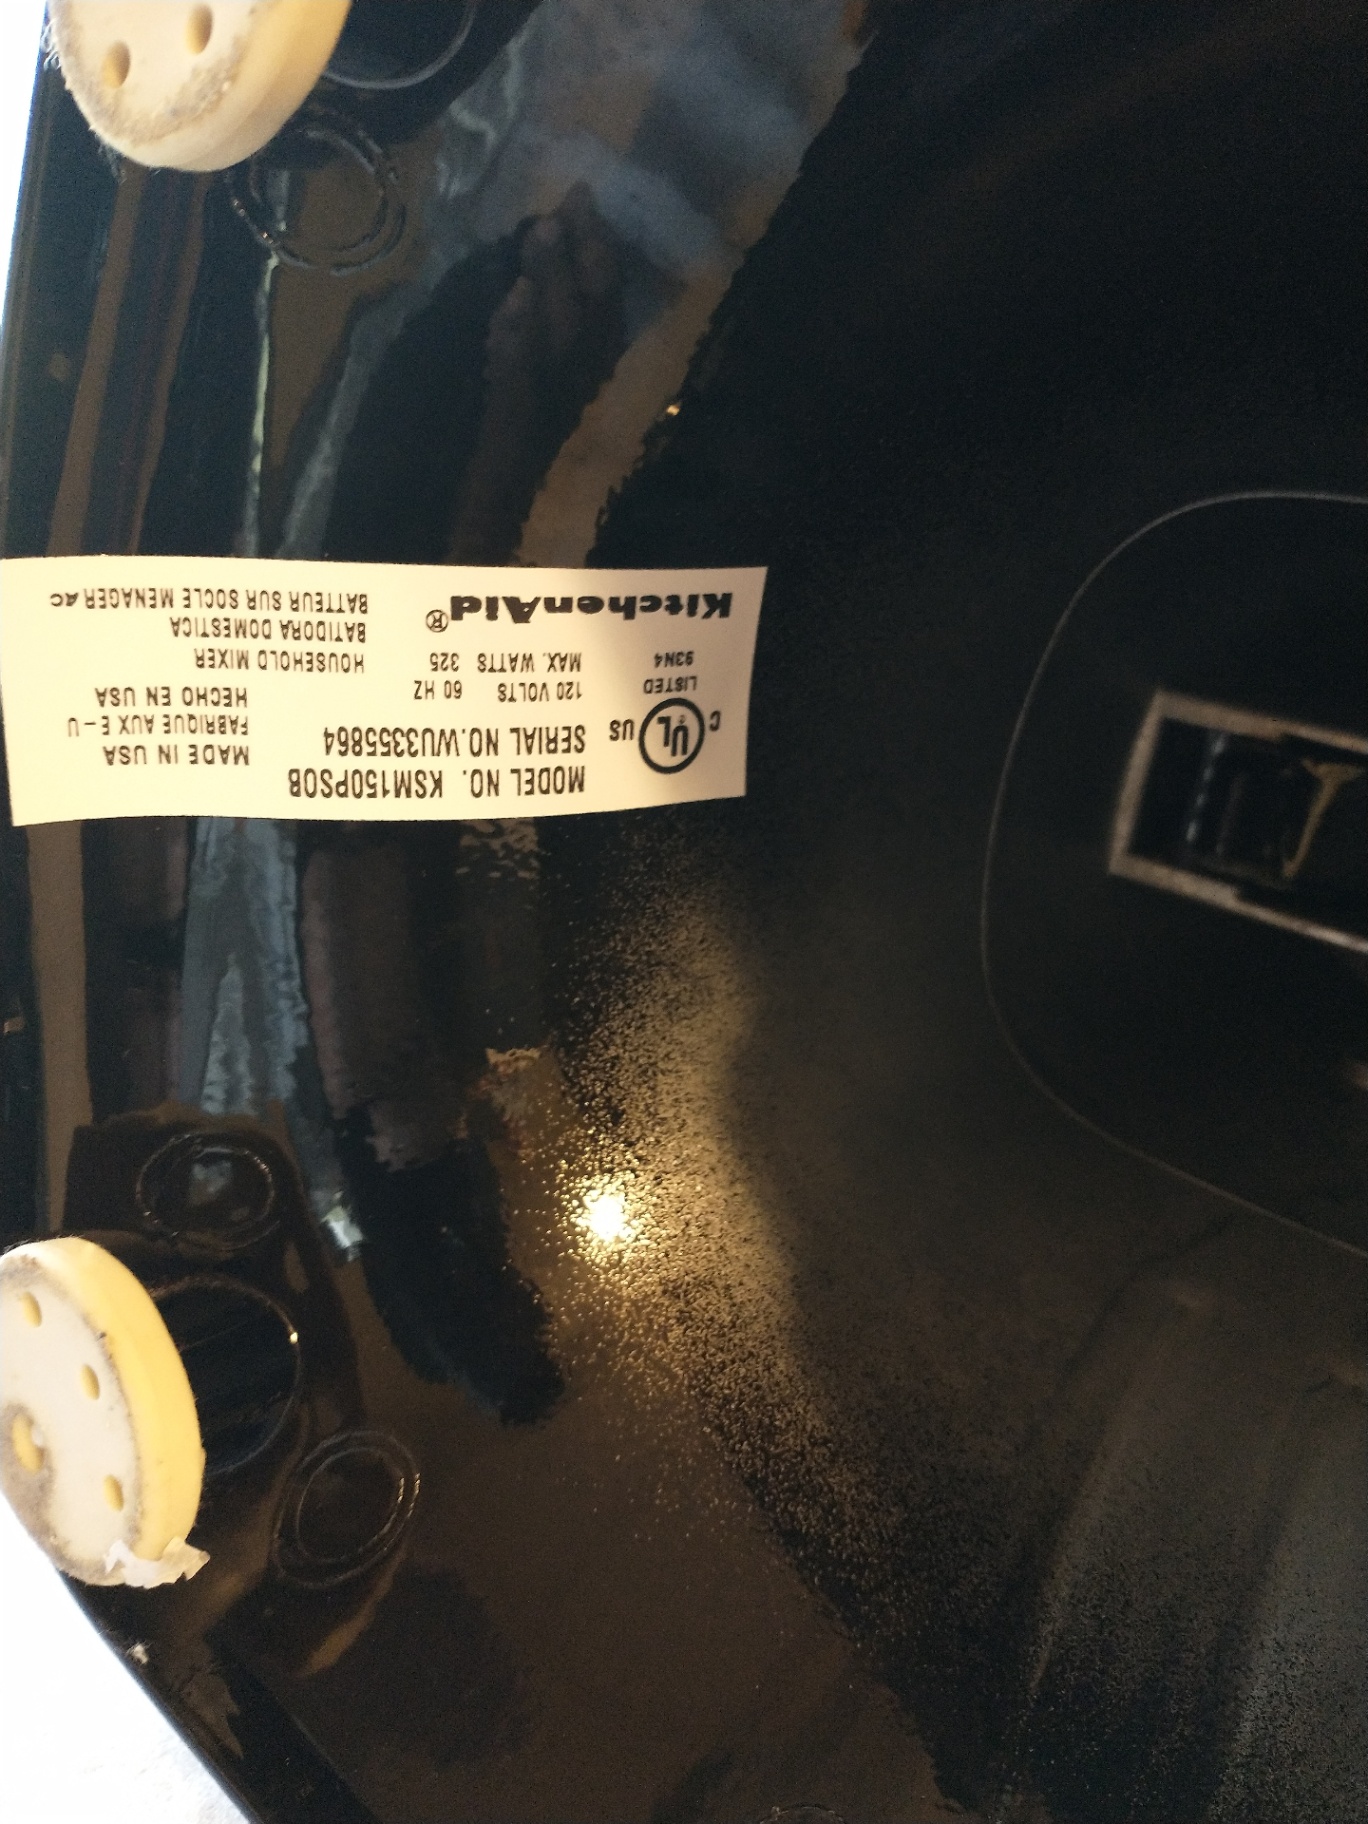 MODEL NO. KSM150PSOB
SERIAL NO.WU3355864
MADE IN USA
FABRIQUE AUX E-U
HECHO EN USA
C UL US
LISTED
93N4
120 VOLTS 60 HZ
MAX. WATTS 325
HOUSEHOLD MIXER
BATIDORA DOMESTICA
BATTEUR SUR SOCLE MENAGER AC
KitchenAid®